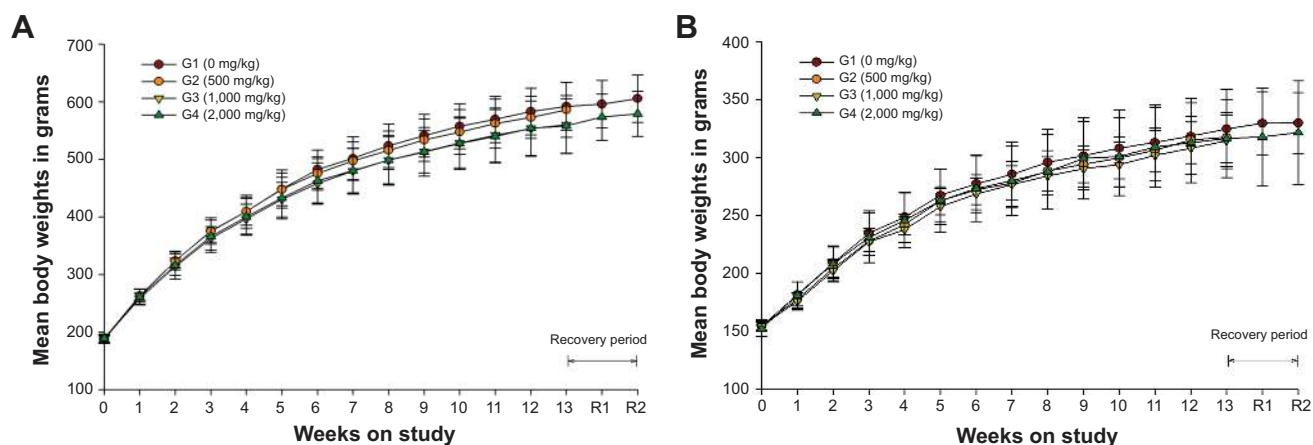 A
Mean body weights in grams
700
600
500
400
300
200
100
G1 (0 mg/kg)
G2 (500 mg/kg)
G3 (1,000 mg/kg)
G4 (2,000 mg/kg)
Recovery period
0 1 2 3 4 5 6 7 8 9 10 11 12 13 R1 R2
Weeks on study
B
Mean body weights in grams
400
350
300
250
200
150
100
G1 (0 mg/kg)
G2 (500 mg/kg)
G3 (1,000 mg/kg)
G4 (2,000 mg/kg)
Recovery period
0 1 2 3 4 5 6 7 8 9 10 11 12 13 R1 R2
Weeks on study